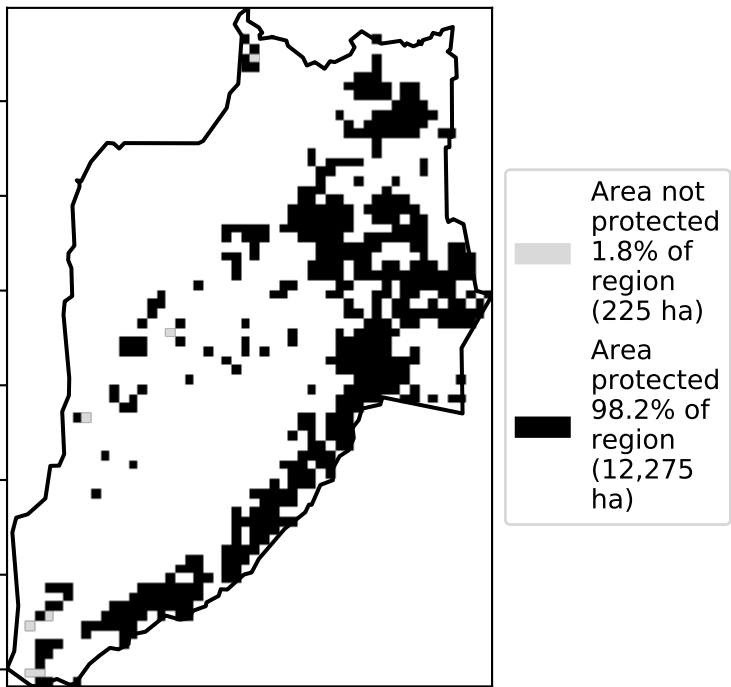 Area not
protected
1.8% of
region
(225 ha)
Area
protected
98.2% of
region
(12,275
ha)